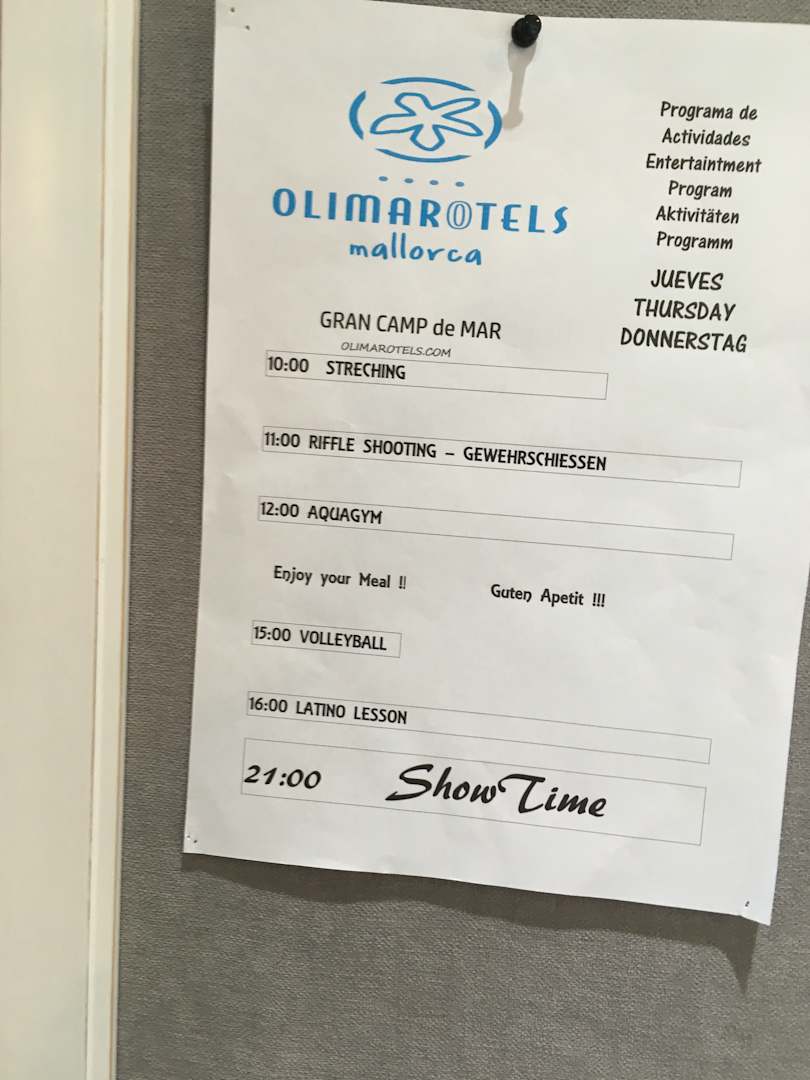 OLIMAROTELS
mallorca
Programa de
Actividades
Entertaintment
Program
Aktivitäten
Programm
JUEVES
THURSDAY
DONNERSTAG
GRAN CAMP de MAR
OLIMAROTELS.COM
10:00 STRECHING
11:00 RIFFLE SHOOTING – GEWEHRSCHIESSEN
12:00 AQUAGYM
Enjoy your Meal !! Guten Apetit !!!
15:00 VOLLEYBALL
16:00 LATINO LESSON
21:00 ShowTime